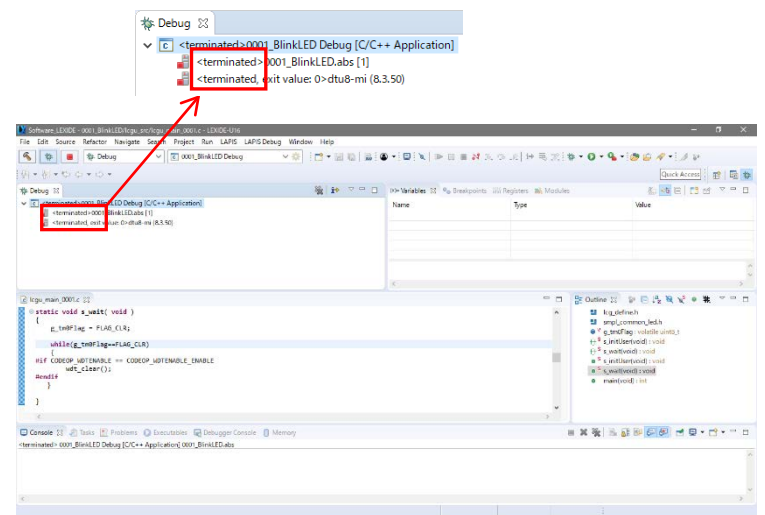 Debug
<terminated>0001_BlinkLED Debug [C/C++ Application]
<terminated>0001_BlinkLED.abs [1]
<terminated, exit value: 0>dtu8-mi (8.3.50)
Software_LEXIDE - 0001_BlinkLED/lcgu_src/lcgu_main_0001.c - LEXIDE-U16
File Edit Source Refactor Navigate Search Project Run LAPIS LAPIS Debug Window Help
Debug 0001_BlinkLED Debug
Quick Access
Debug
(x)= Variables Breakpoints Registers Modules
<terminated>0001_BlinkLED Debug [C/C++ Application]
<terminated>0001_BlinkLED.abs [1]
<terminated, exit value: 0>dtu8-mi (8.3.50)
Name Type Value
lcgu_main_0001.c
static void s_wait( void )
{
g_tm0Flag = FLAG_CLR;
while(g_tm0Flag==FLAG_CLR)
{
#if CODEOP_WDTENABLE == CODEOP_WDTENABLE_ENABLE
wdt_clear();
#endif
}
}
Outline
lcg_define.h
smpl_common_led.h
g_tm0Flag : volatile uint8_t
s_initUser(void) : void
s_wait(void) : void
s_initUser(void) : void
s_wait(void) : void
main(void) : int
Console Tasks Problems Executables Debugger Console Memory
<terminated> 0001_BlinkLED Debug [C/C++ Application] 0001_BlinkLED.abs